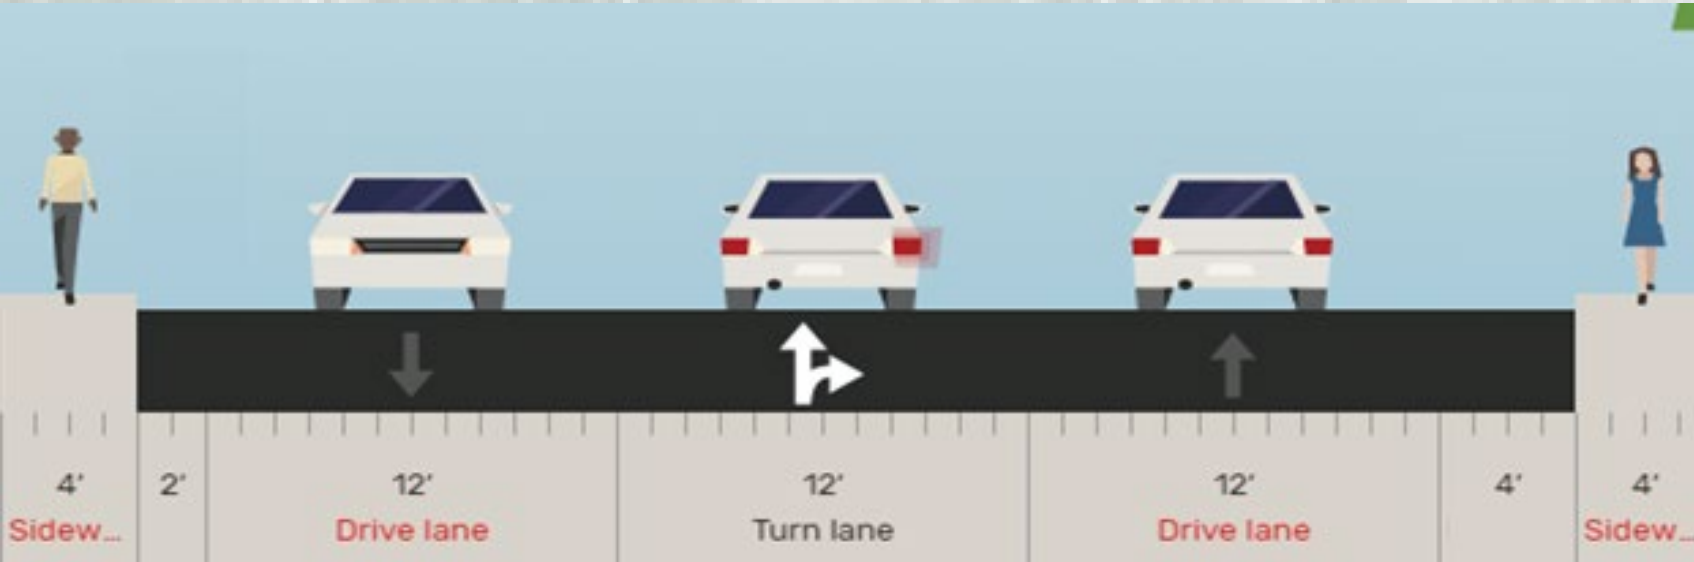 4' 2' 12' 12' 12' 4' 4'
Sidew... Drive lane Turn lane Drive lane Sidew...